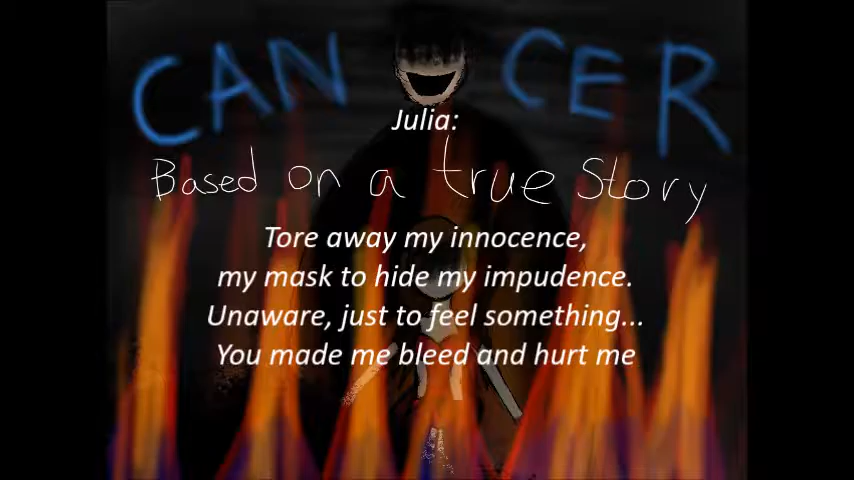 CANCER
Julia:
Based on a true Story
Tore away my innocence,
my mask to hide my impudence.
Unaware, just to feel something...
You made me bleed and hurt me